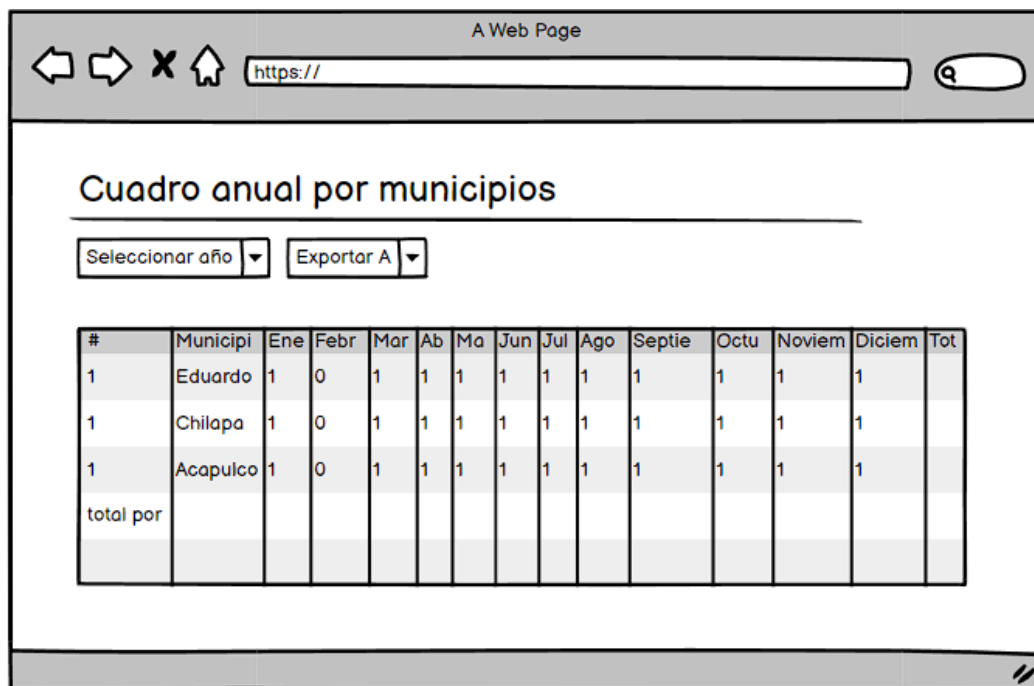 A Web Page
https://
Cuadro anual por municipios
Seleccionar año Exportar A
# Municipi Ene Febr Mar Ab Ma Jun Jul Ago Septie Octu Noviem Diciem Tot
1 Eduardo 1 0 1 1 1 1 1 1 1 1 1 1
1 Chilapa 1 0 1 1 1 1 1 1 1 1 1 1
1 Acapulco 1 0 1 1 1 1 1 1 1 1 1 1
total por